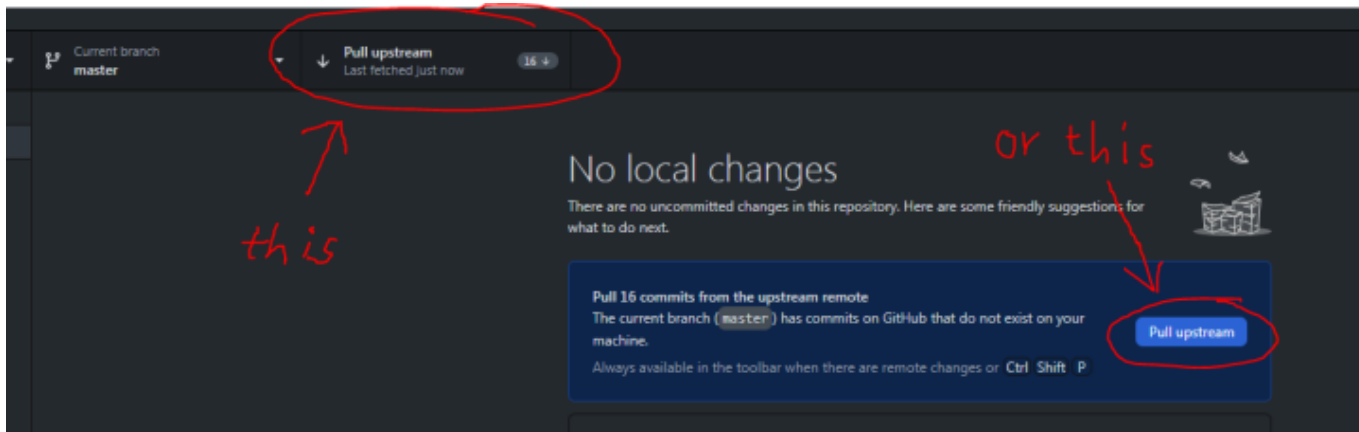 Current branch
master
Pull upstream
Last fetched just now
16
this
or this
No local changes
There are no uncommitted changes in this repository. Here are some friendly suggestions for
what to do next.
Pull 16 commits from the upstream remote
The current branch ( master ) has commits on GitHub that do not exist on your
machine.
Always available in the toolbar when there are remote changes or Ctrl Shift P
Pull upstream